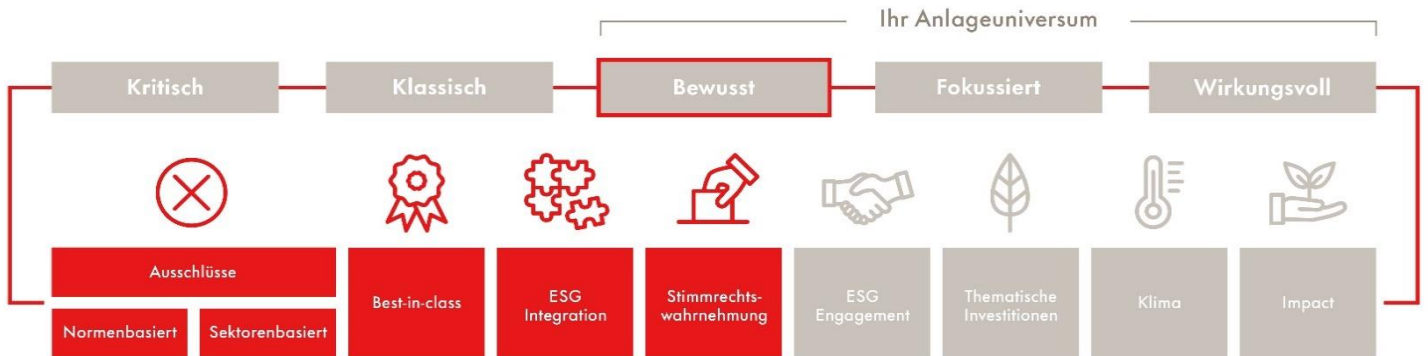 Ihr Anlageuniversum
Kritisch
Klassisch
Bewusst
Fokussiert
Wirkungsvoll
Ausschlüsse
Normenbasiert
Sektorenbasiert
Best-in-class
ESG
Integration
Stimmrechts-
wahrnehmung
ESG
Engagement
Thematische
Investitionen
Klima
Impact